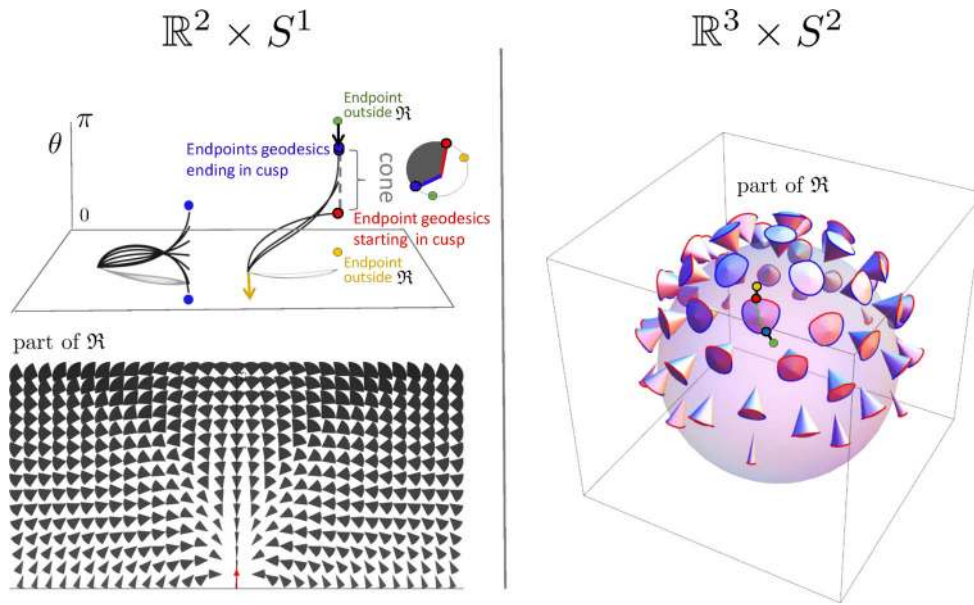 ℝ² × S¹
ℝ³ × S²
π
θ
0
Endpoint
outside ℜ
Endpoints geodesics
ending in cusp
cone
Endpoint geodesics
starting in cusp
Endpoint
outside ℜ
part of ℜ
part of ℜ